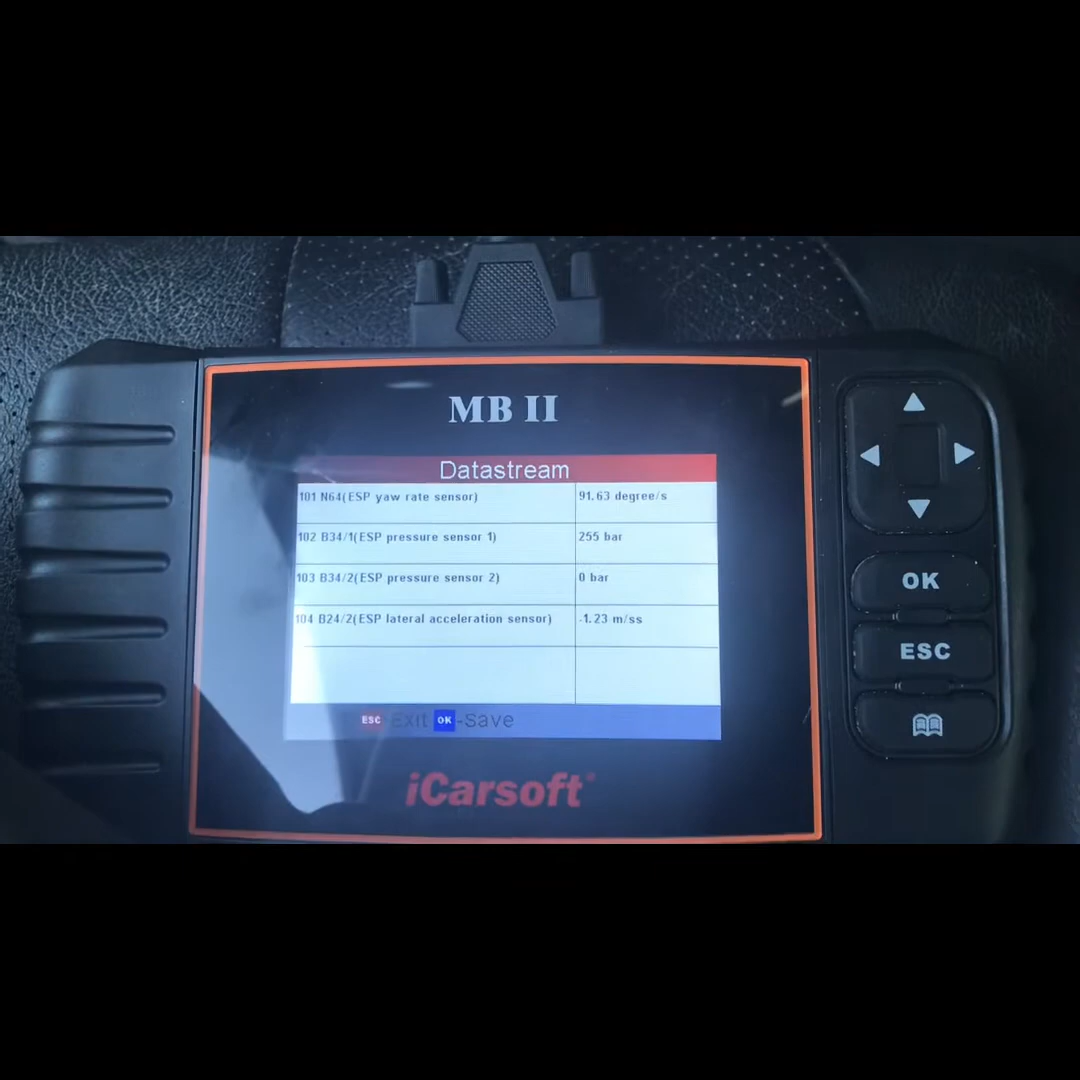 MB II
Datastream
101 N64(ESP yaw rate sensor) 91.63 degree/s
102 B34/1(ESP pressure sensor 1) 255 bar
103 B34/2(ESP pressure sensor 2) 0 bar
104 B24/2(ESP lateral acceleration sensor) -1.23 m/ss
ESC Exit OK -Save
iCarsoft
OK
ESC